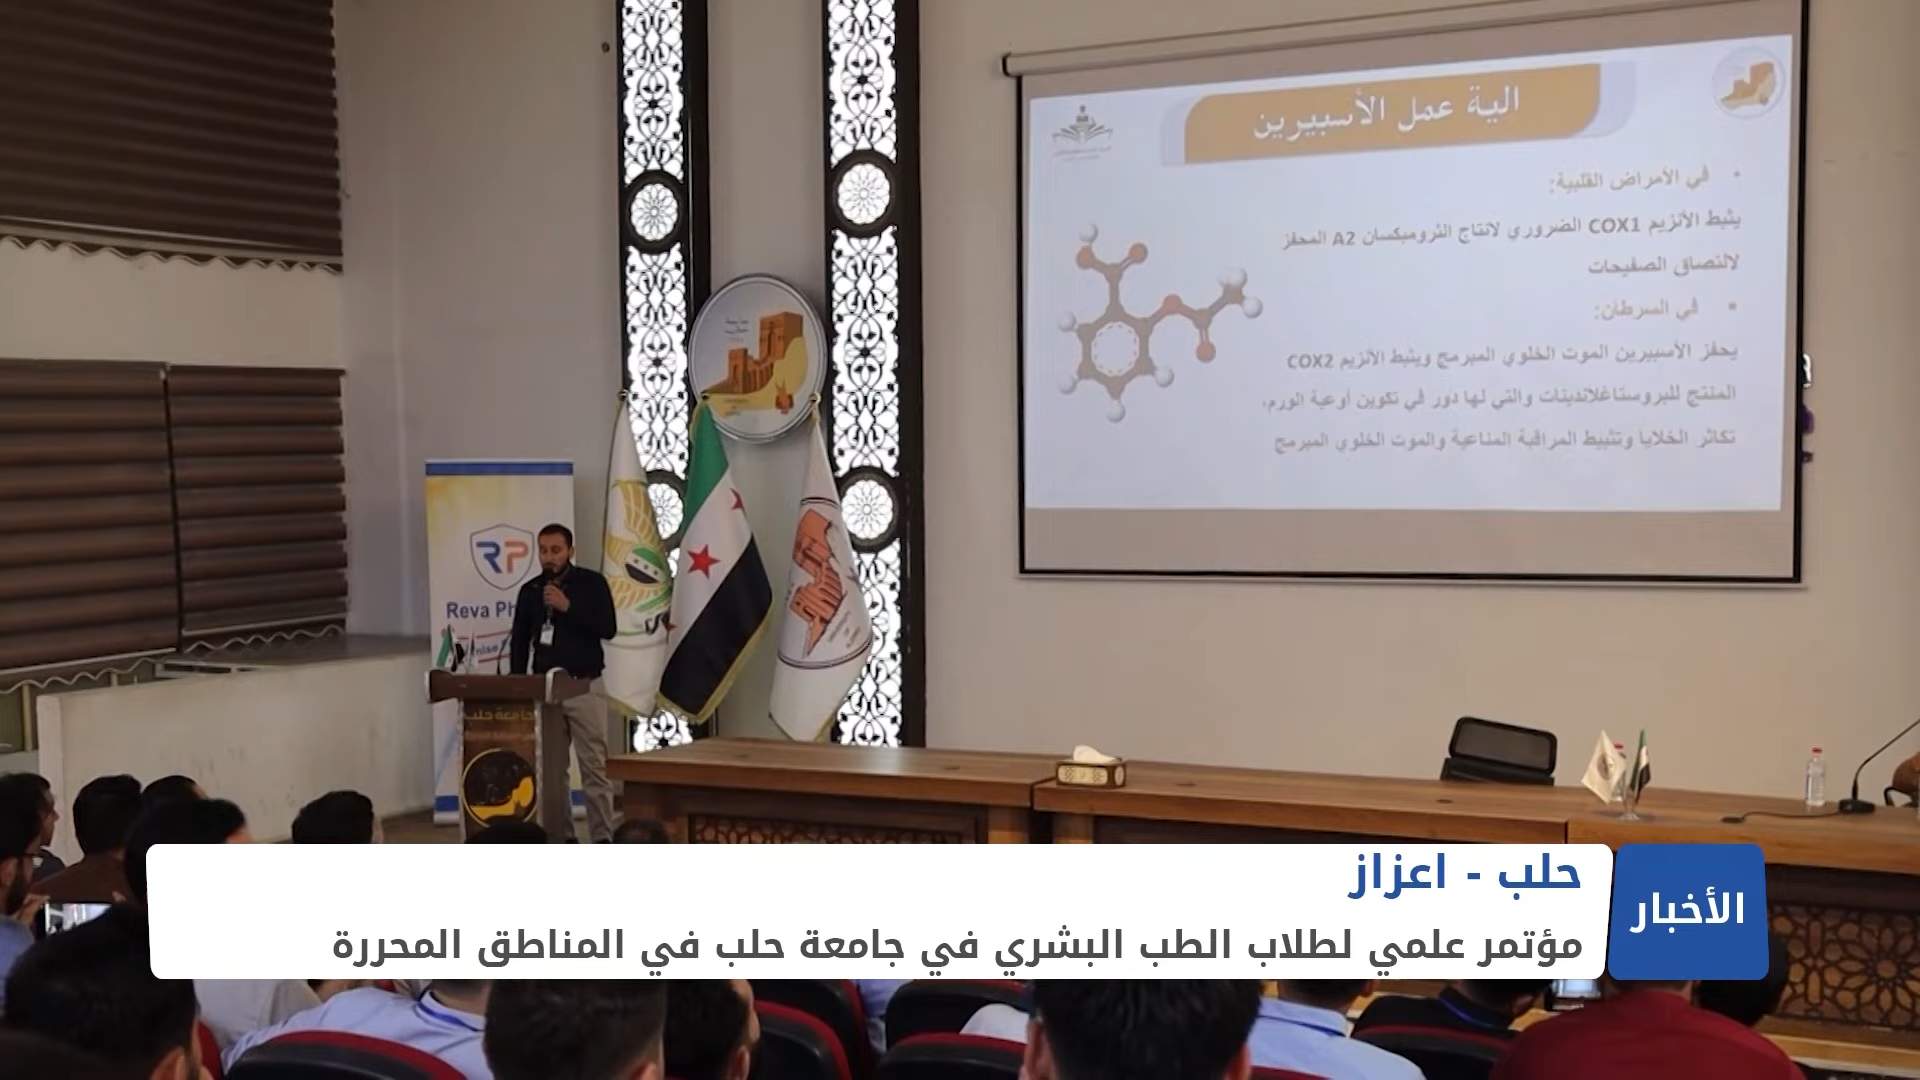 الية عمل الأسبيرين
• في الأمراض القلبية:
يثبط الأنزيم COX1 الضروري لانتاج الثرومبكسان A2 المحفز
لالتصاق الصفيحات
• في السرطان:
يحفز الأسبيرين الموت الخلوي المبرمج ويثبط الأنزيم COX2
المنتج للبروستاغلاندينات والتي لها دور في تكوين أوعية الورم،
تكاثر الخلايا وتثبيط المراقبة المناعية والموت الخلوي المبرمج
RP
Reva
جامعة حلب
حلب - اعزاز
الأخبار
مؤتمر علمي لطلاب الطب البشري في جامعة حلب في المناطق المحررة